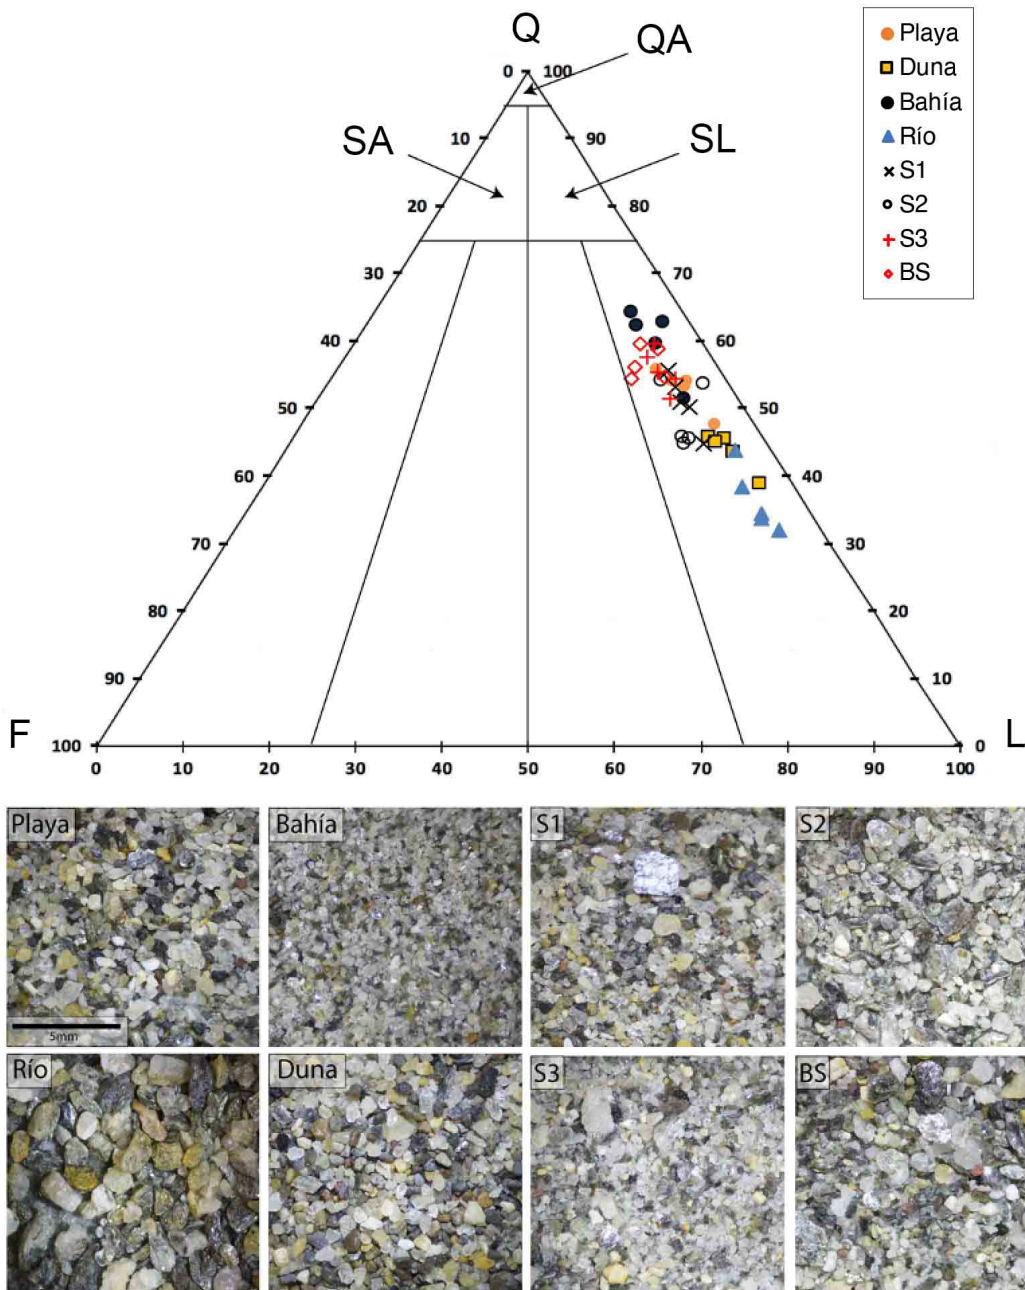 Q
QA
SA
SL
0 100
10 90
20 80
30 70
40 60
50 50
60 40
70 30
80 20
90 10
F 100 0 L
0 10 20 30 40 50 60 70 80 90 100
Playa
Duna
Bahía
Río
S1
S2
S3
BS
Playa Bahía S1 S2
5mm
Río Duna S3 BS